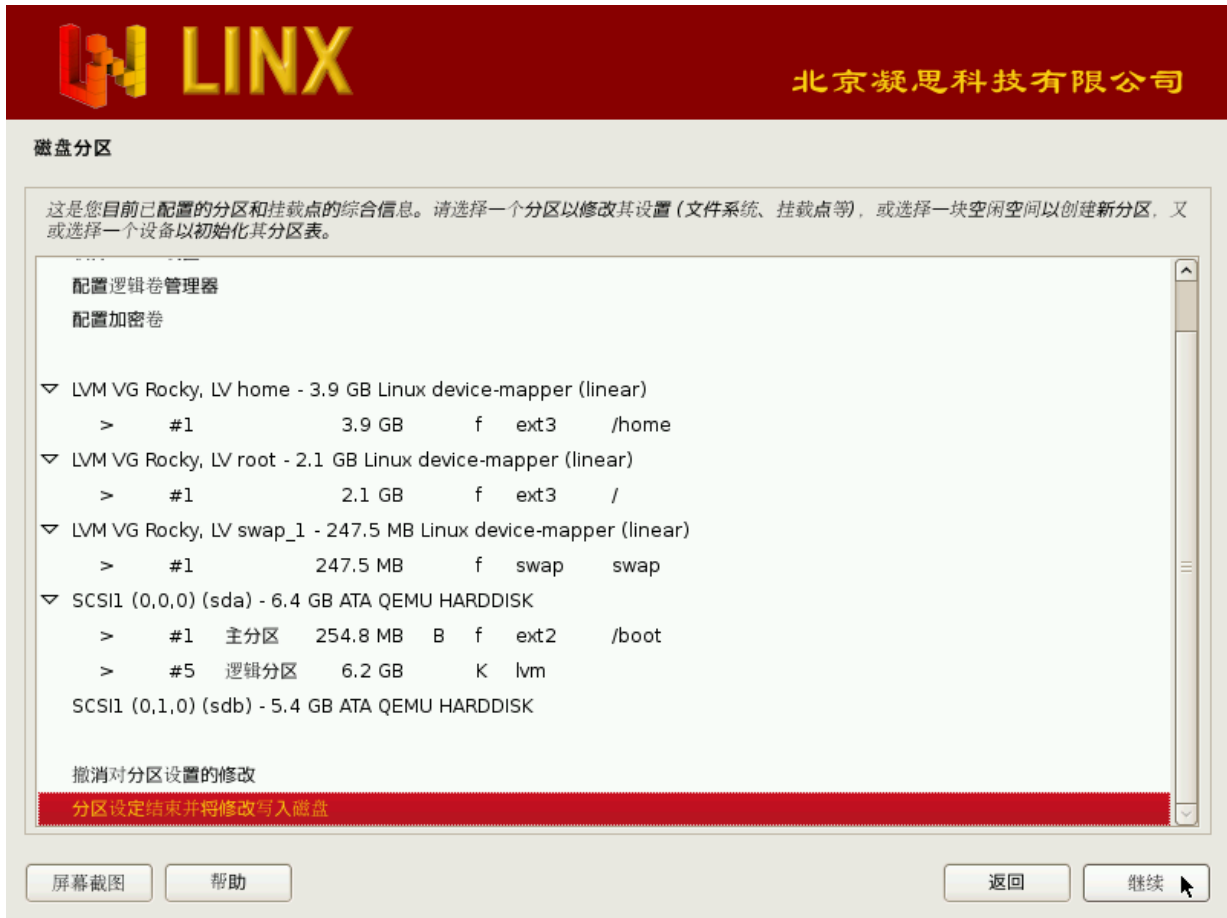 LINX
北京凝思科技有限公司
磁盘分区
这是您目前已配置的分区和挂载点的综合信息。请选择一个分区以修改其设置 (文件系统、挂载点等)，或选择一块空闲空间以创建新分区，又
或选择一个设备以初始化其分区表。
配置逻辑卷管理器
配置加密卷
LVM VG Rocky, LV home - 3.9 GB Linux device-mapper (linear)
> #1 3.9 GB f ext3 /home
LVM VG Rocky, LV root - 2.1 GB Linux device-mapper (linear)
> #1 2.1 GB f ext3 /
LVM VG Rocky, LV swap_1 - 247.5 MB Linux device-mapper (linear)
> #1 247.5 MB f swap swap
SCSI1 (0,0,0) (sda) - 6.4 GB ATA QEMU HARDDISK
> #1 主分区 254.8 MB B f ext2 /boot
> #5 逻辑分区 6.2 GB K lvm
SCSI1 (0,1,0) (sdb) - 5.4 GB ATA QEMU HARDDISK
撤消对分区设置的修改
分区设定结束并将修改写入磁盘
屏幕截图 帮助 返回 继续